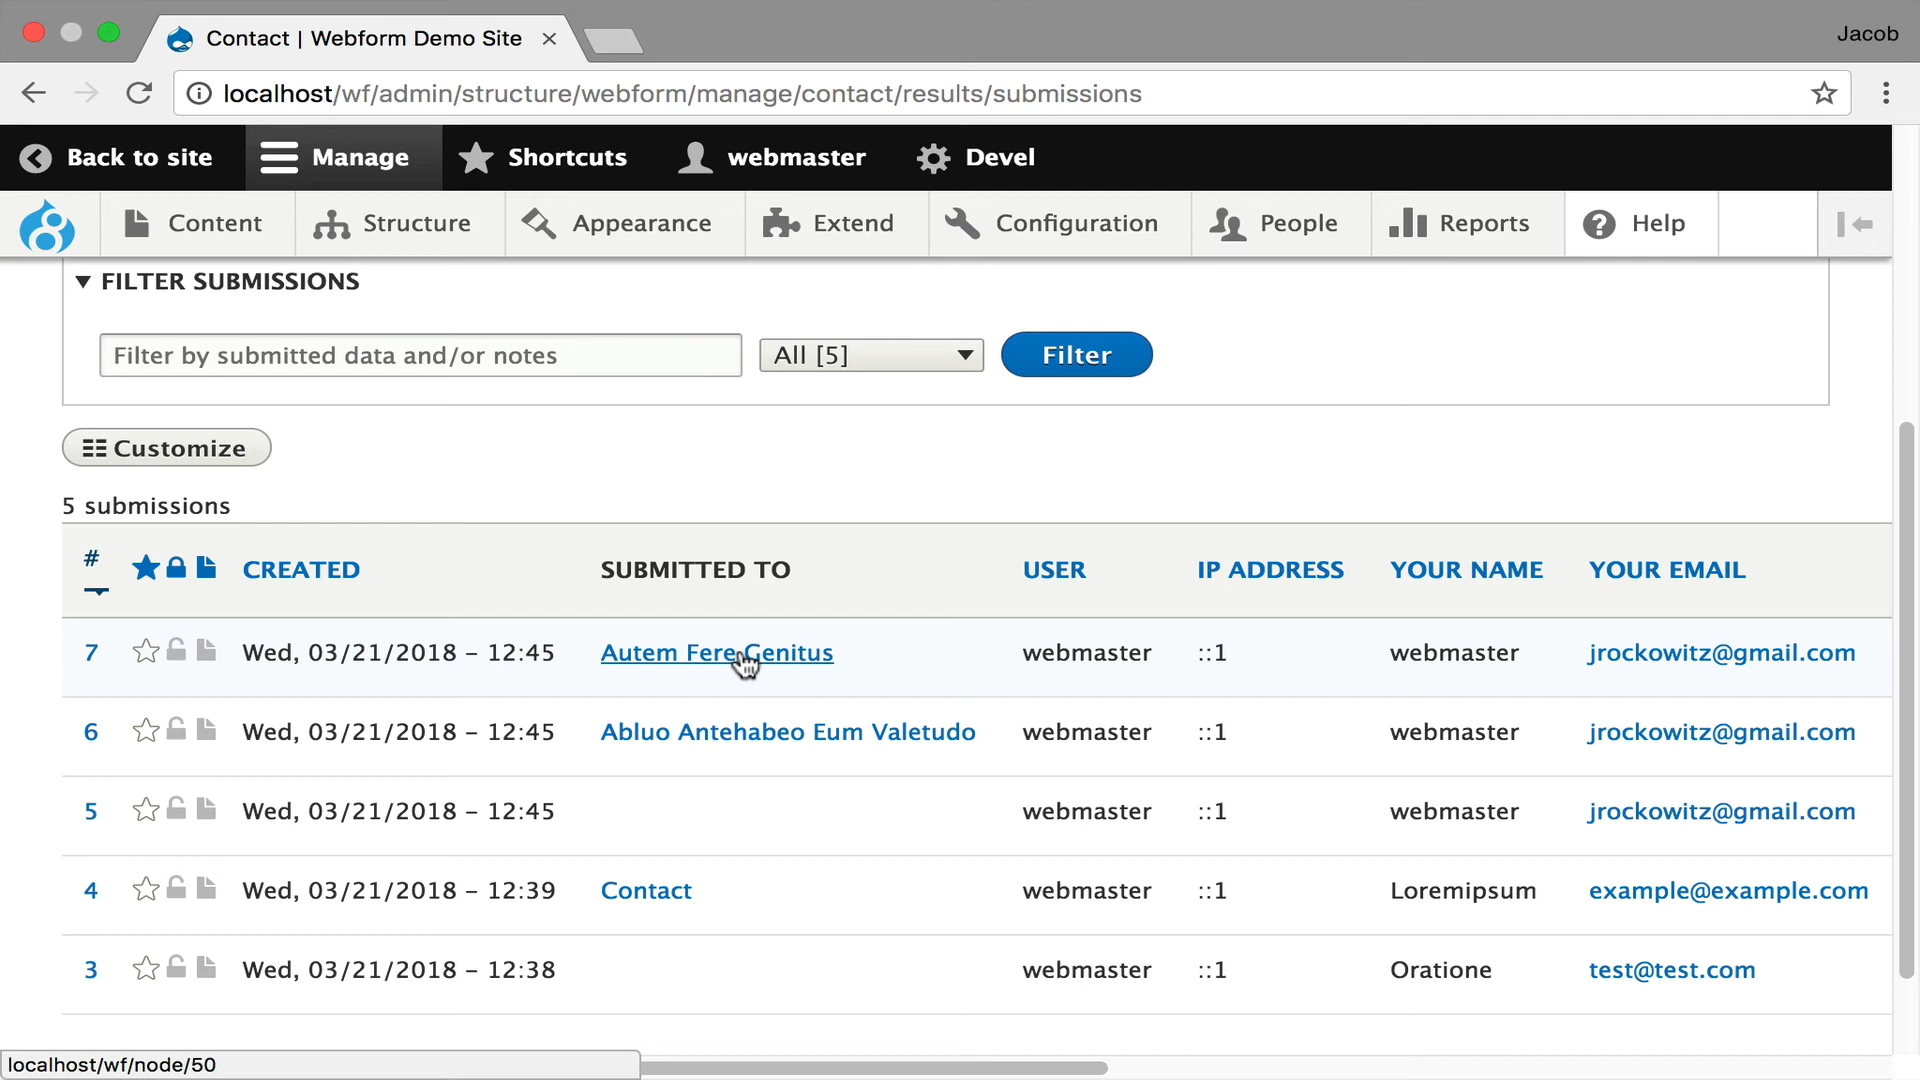 Contact | Webform Demo Site
Jacob
localhost/wf/admin/structure/webform/manage/contact/results/submissions
Back to site Manage Shortcuts webmaster Devel
Content Structure Appearance Extend Configuration People Reports Help
FILTER SUBMISSIONS
Filter by submitted data and/or notes All [5] Filter
Customize
5 submissions
# CREATED SUBMITTED TO USER IP ADDRESS YOUR NAME YOUR EMAIL
7 Wed, 03/21/2018 - 12:45 Autem Fere Genitus webmaster ::1 webmaster jrockowitz@gmail.com
6 Wed, 03/21/2018 - 12:45 Abluo Antehabeo Eum Valetudo webmaster ::1 webmaster jrockowitz@gmail.com
5 Wed, 03/21/2018 - 12:45 webmaster ::1 webmaster jrockowitz@gmail.com
4 Wed, 03/21/2018 - 12:39 Contact webmaster ::1 Loremipsum example@example.com
3 Wed, 03/21/2018 - 12:38 webmaster ::1 Oratione test@test.com
localhost/wf/node/50